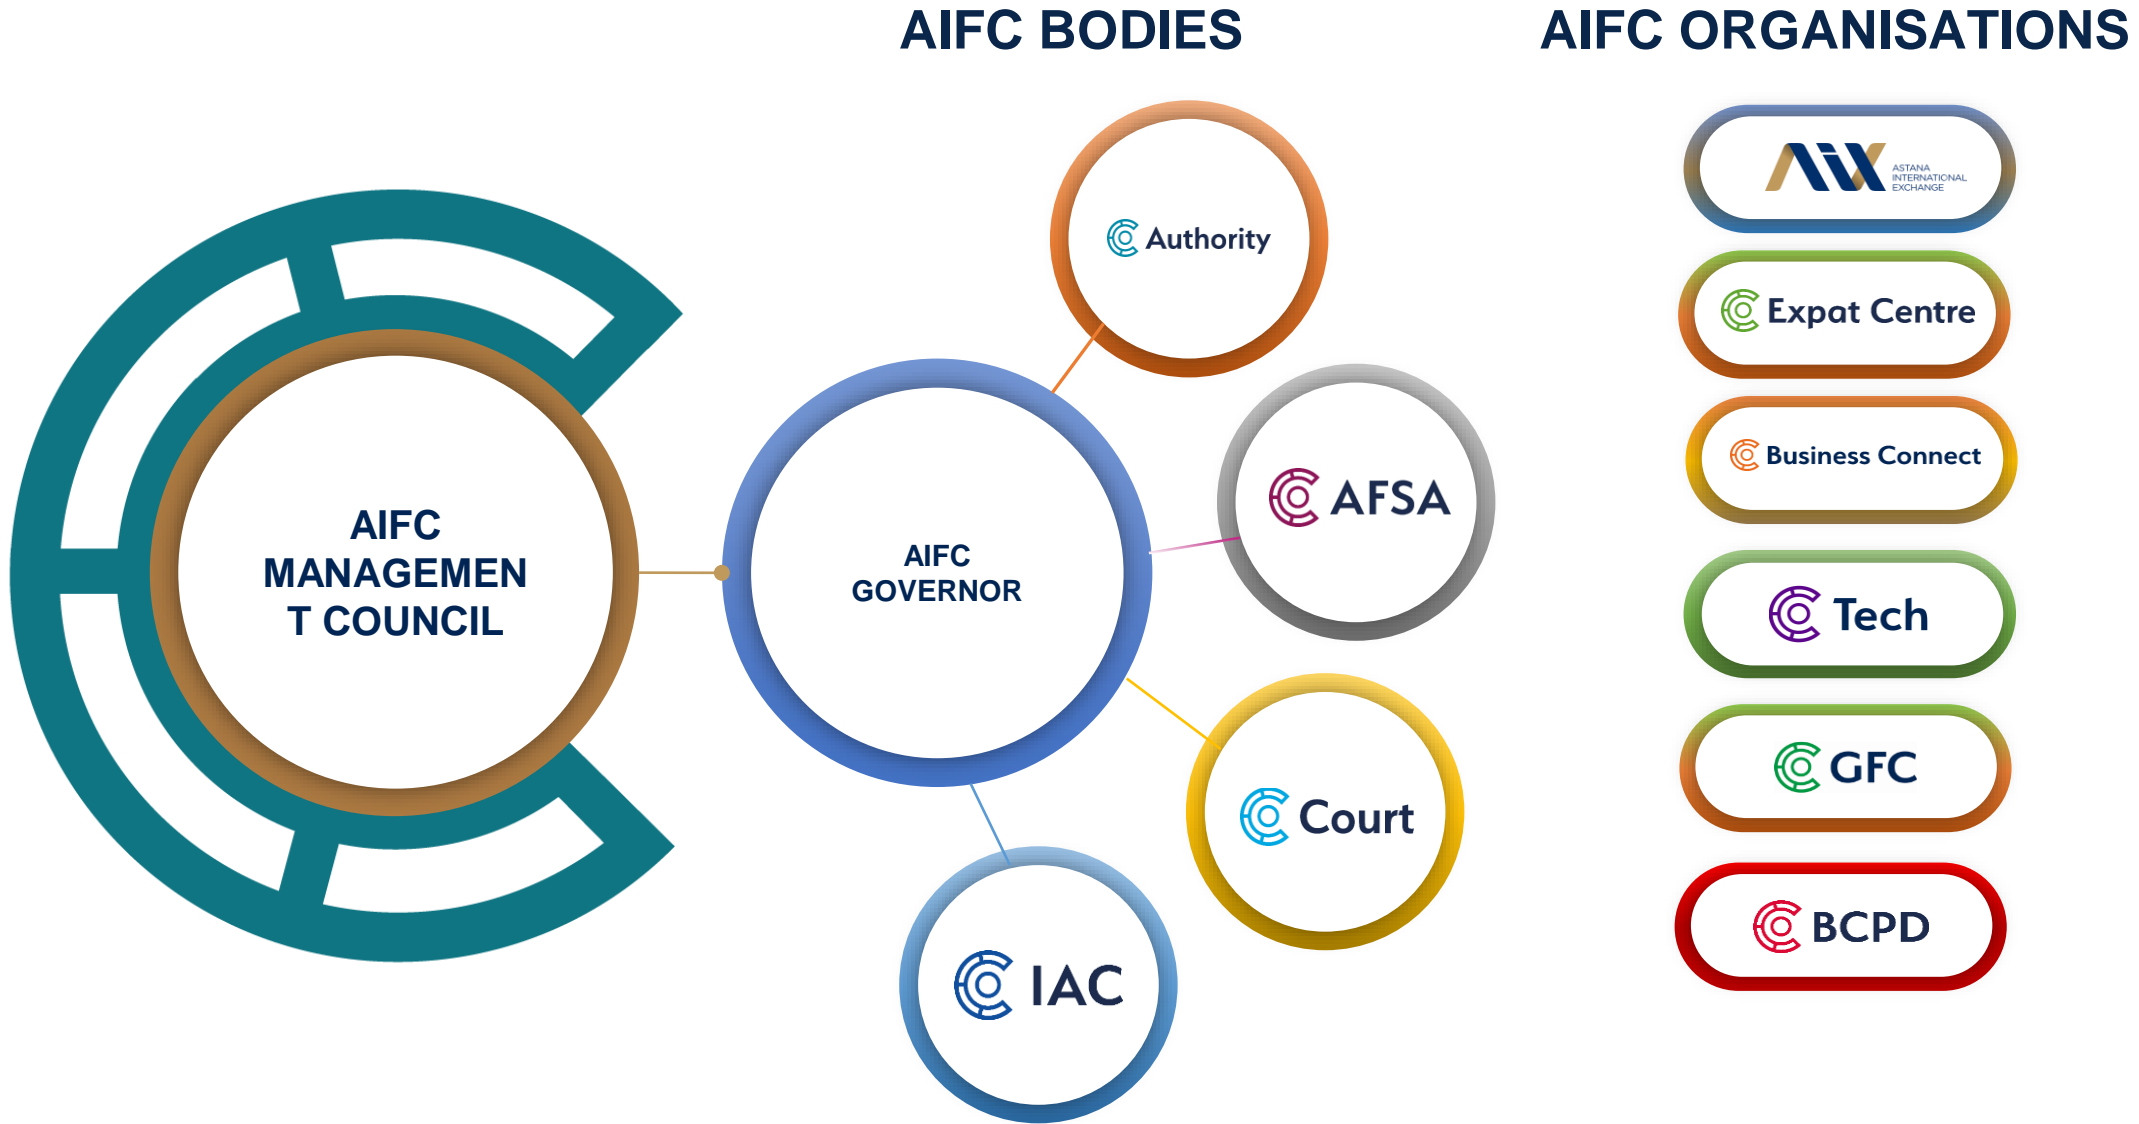 AIFC BODIES
AIFC ORGANISATIONS
AIFC
MANAGEMEN
T COUNCIL
AIFC
GOVERNOR
Authority
AFSA
Court
IAC
AIX
ASTANA
INTERNATIONAL
EXCHANGE
Expat Centre
Business Connect
Tech
GFC
BCPD